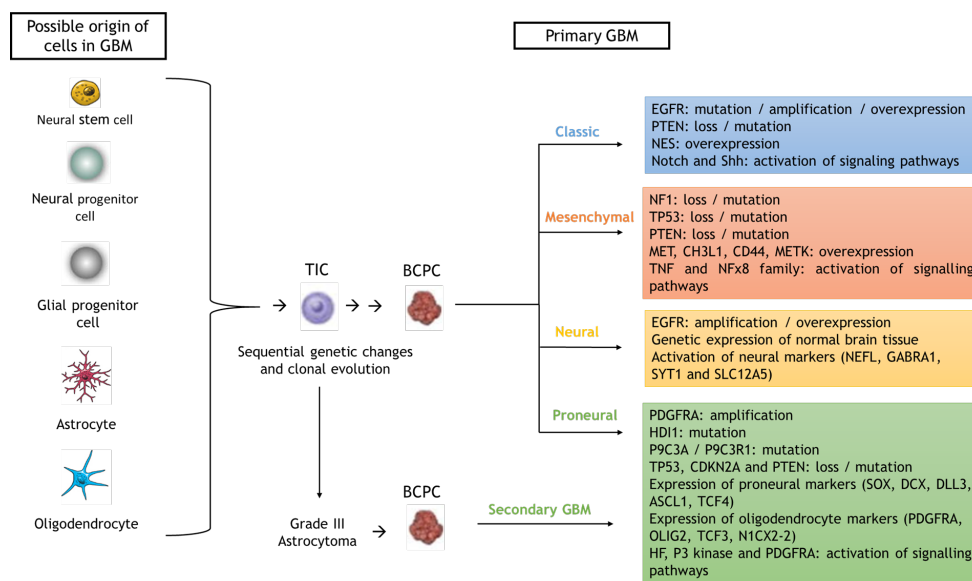 Possible origin of
cells in GBM
Primary GBM
Neural stem cell
Neural progenitor
cell
Glial progenitor
cell
Astrocyte
Oligodendrocyte
TIC
BCPC
Sequential genetic changes
and clonal evolution
Grade III
Astrocytoma
BCPC
Classic
EGFR: mutation / amplification / overexpression
PTEN: loss / mutation
NES: overexpression
Notch and Shh: activation of signaling pathways
Mesenchymal
NF1: loss / mutation
TP53: loss / mutation
PTEN: loss / mutation
MET, CH3L1, CD44, METK: overexpression
TNF and NFx8 family: activation of signalling
pathways
Neural
EGFR: amplification / overexpression
Genetic expression of normal brain tissue
Activation of neural markers (NEFL, GABRA1,
SYT1 and SLC12A5)
Proneural
Secondary GBM
PDGFRA: amplification
HDI1: mutation
P9C3A / P9C3R1: mutation
TP53, CDKN2A and PTEN: loss / mutation
Expression of proneural markers (SOX, DCX, DLL3,
ASCL1, TCF4)
Expression of oligodendrocyte markers (PDGFRA,
OLIG2, TCF3, N1CX2-2)
HF, P3 kinase and PDGFRA: activation of signalling
pathways